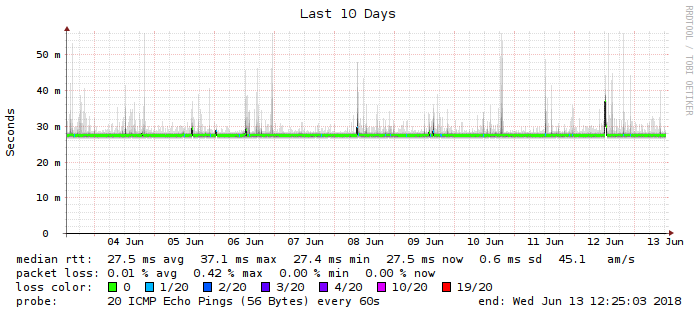 Last 10 Days
RRDTOOL / TOBI OETIKER
Seconds
50 m
40 m
30 m
20 m
10 m
0
04 Jun 05 Jun 06 Jun 07 Jun 08 Jun 09 Jun 10 Jun 11 Jun 12 Jun 13 Jun
median rtt: 27.5 ms avg 37.1 ms max 27.4 ms min 27.5 ms now 0.6 ms sd 45.1 am/s
packet loss: 0.01 % avg 0.42 % max 0.00 % min 0.00 % now
loss color: 0 1/20 2/20 3/20 4/20 10/20 19/20
probe: 20 ICMP Echo Pings (56 Bytes) every 60s end: Wed Jun 13 12:25:03 2018